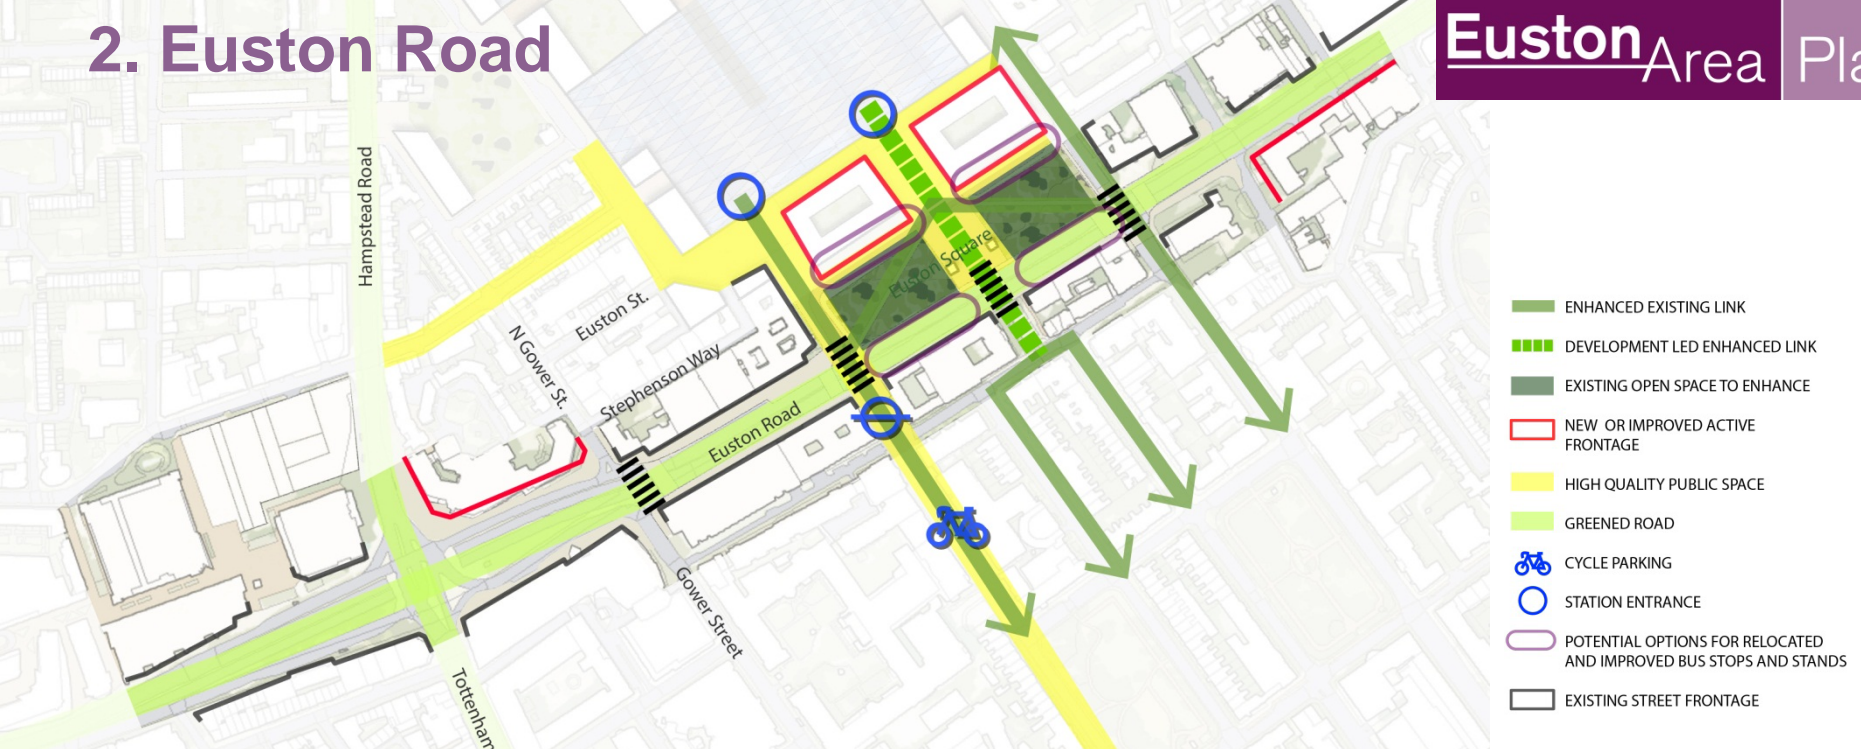 2. Euston Road
Euston Area Pla
Hampstead Road
Euston St.
N Gower St.
Stephenson Way
Euston Road
Euston Square
Gower Street
Tottenham
ENHANCED EXISTING LINK
DEVELOPMENT LED ENHANCED LINK
EXISTING OPEN SPACE TO ENHANCE
NEW OR IMPROVED ACTIVE
FRONTAGE
HIGH QUALITY PUBLIC SPACE
GREENED ROAD
CYCLE PARKING
STATION ENTRANCE
POTENTIAL OPTIONS FOR RELOCATED
AND IMPROVED BUS STOPS AND STANDS
EXISTING STREET FRONTAGE